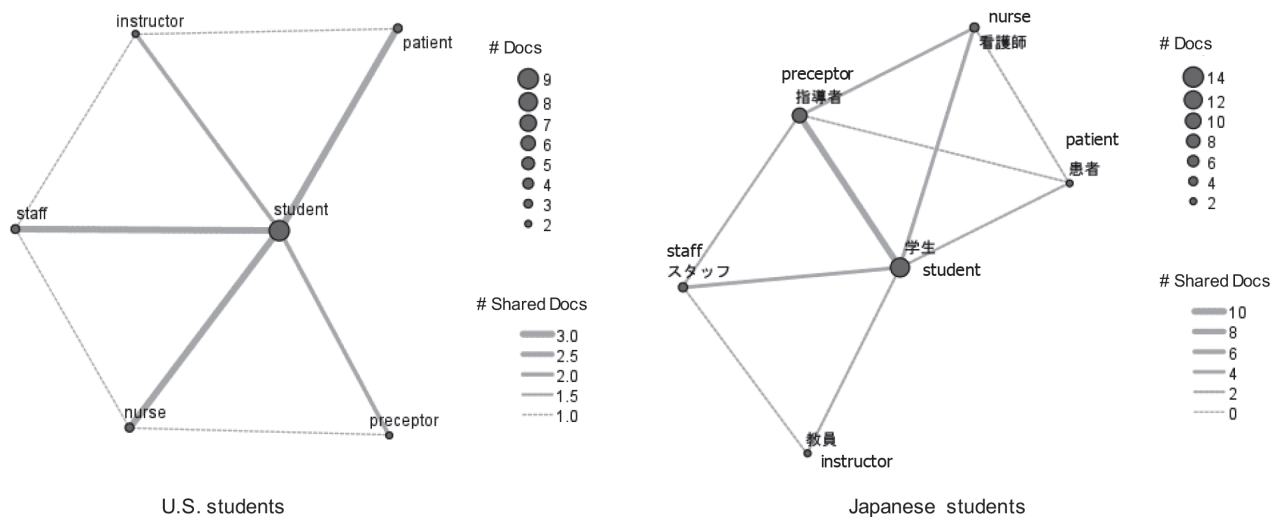 instructor
patient
staff
student
nurse
preceptor
# Docs
9
8
7
6
5
4
3
2
# Shared Docs
3.0
2.5
2.0
1.5
1.0
U.S. students
nurse
看護師
preceptor
指導者
patient
患者
staff
スタッフ
学生
student
教員
instructor
# Docs
14
12
10
8
6
4
2
# Shared Docs
10
8
6
4
2
0
Japanese students